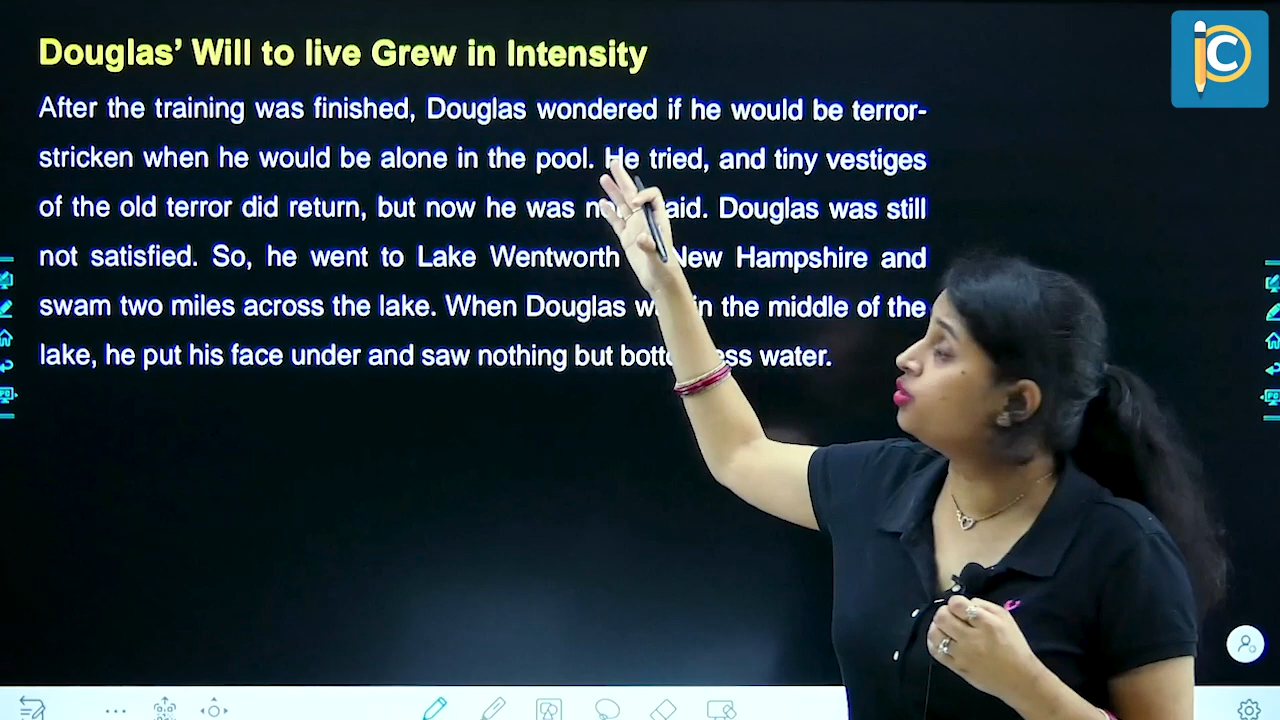 Douglas' Will to live Grew in Intensity
After the training was finished, Douglas wondered if he would be terror-
stricken when he would be alone in the pool. He tried, and tiny vestiges
of the old terror did return, but now he was Douglas was still
not satisfied. So, he went to Lake Wentworth New Hampshire and
swam two miles across the lake. When Douglas in the middle of the
lake, he put his face under and saw nothing but water.